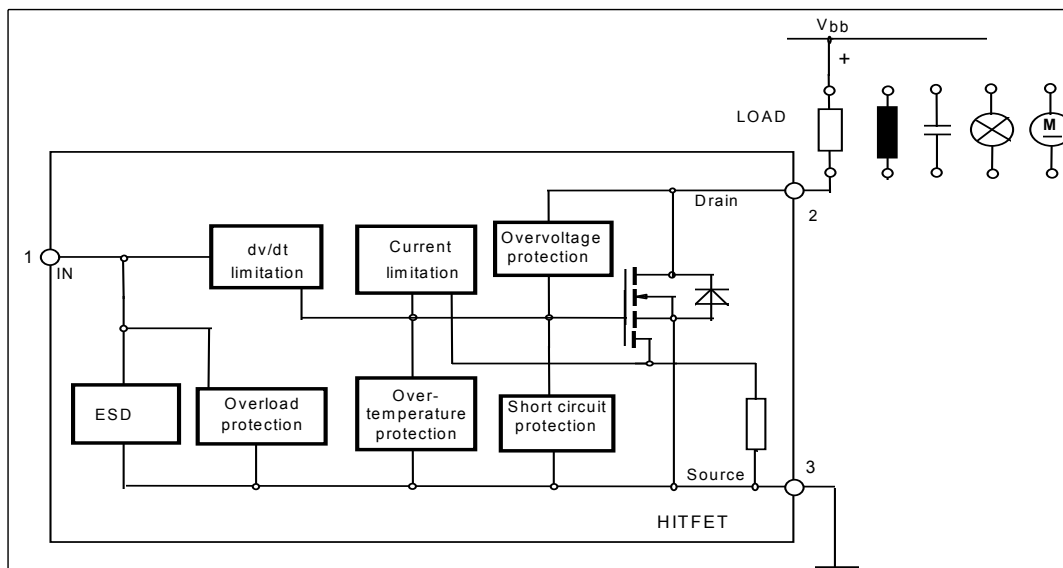 Vbb
+
LOAD
M
Drain
2
1
IN
dv/dt
limitation
Current
limitation
Overvoltage
protection
ESD
Overload
protection
Over-
temperature
protection
Short circuit
protection
Source
3
HITFET